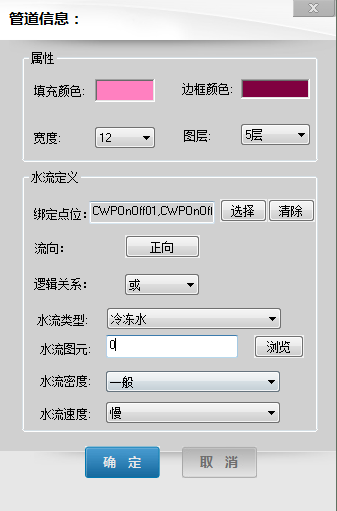 管道信息：
属性
填充颜色： 边框颜色：
宽度： 12 图层： 5层
水流定义
绑定点位： CWPOnOff01,CWPOnOff 选择 清除
流向： 正向
逻辑关系： 或
水流类型： 冷冻水
水流图元： 0 浏览
水流密度： 一般
水流速度： 慢
确 定 取 消